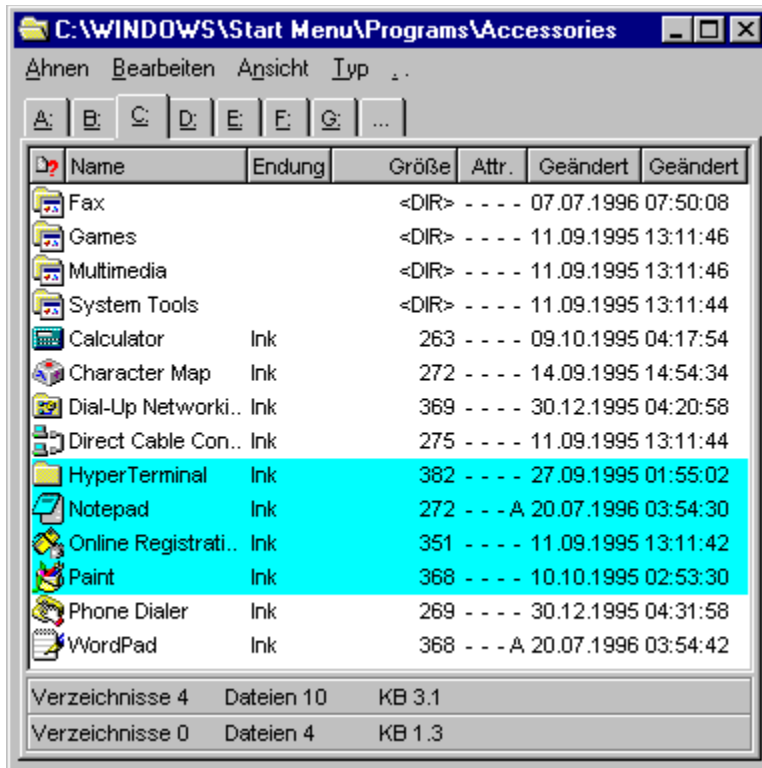 C:\WINDOWS\Start Menu\Programs\Accessories
Ahnen Bearbeiten Ansicht Typ . .
A: B: C: D: E: F: G: ...
Name Endung Größe Attr. Geändert Geändert
Fax <DIR> - - - - 07.07.1996 07:50:08
Games <DIR> - - - - 11.09.1995 13:11:46
Multimedia <DIR> - - - - 11.09.1995 13:11:46
System Tools <DIR> - - - - 11.09.1995 13:11:44
Calculator lnk 263 - - - - 09.10.1995 04:17:54
Character Map lnk 272 - - - - 14.09.1995 14:54:34
Dial-Up Networki.. lnk 369 - - - - 30.12.1995 04:20:58
Direct Cable Con.. lnk 275 - - - - 11.09.1995 13:11:44
HyperTerminal lnk 382 - - - - 27.09.1995 01:55:02
Notepad lnk 272 - - - A 20.07.1996 03:54:30
Online Registrati.. lnk 351 - - - - 11.09.1995 13:11:42
Paint lnk 368 - - - - 10.10.1995 02:53:30
Phone Dialer lnk 269 - - - - 30.12.1995 04:31:58
WordPad lnk 368 - - - A 20.07.1996 03:54:42
Verzeichnisse 4 Dateien 10 KB 3.1
Verzeichnisse 0 Dateien 4 KB 1.3